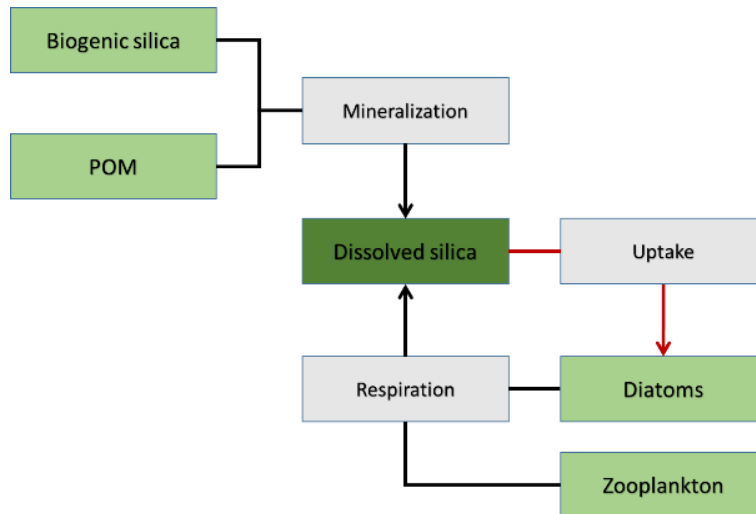 Biogenic silica
Mineralization
POM
Dissolved silica
Uptake
Respiration
Diatoms
Zooplankton